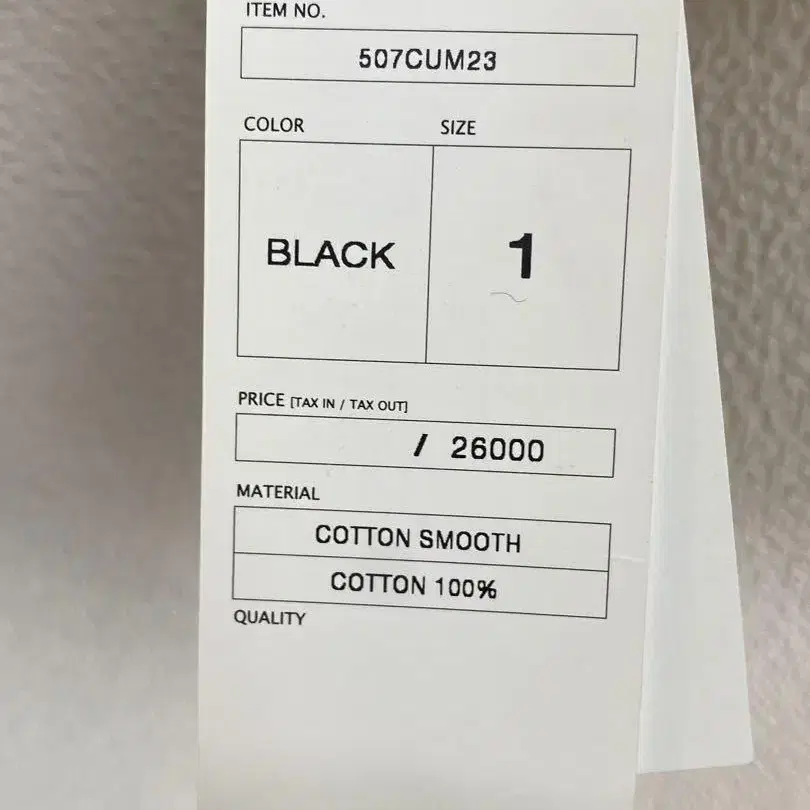 ITEM NO.
507CUM23
COLOR SIZE
BLACK 1
PRICE [TAX IN / TAX OUT]
/ 26000
MATERIAL
COTTON SMOOTH
COTTON 100%
QUALITY